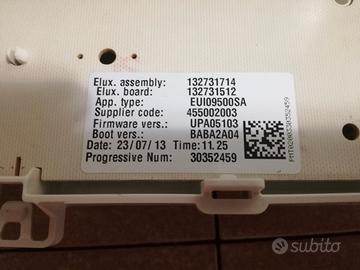 Elux. assembly: 132731714
Elux. board: 132731512
App. type: EUI09500SA
Supplier code: 455002003
Firmware vers.: UPA05103
Boot vers.: BABA2A04
Date: 23/07/13 Time:11.25
Progressive Num: 30352459
subito